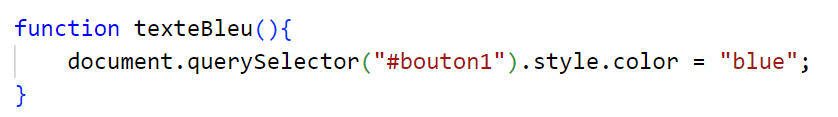 function texteBleu(){
    document.querySelector("#bouton1").style.color = "blue";
}